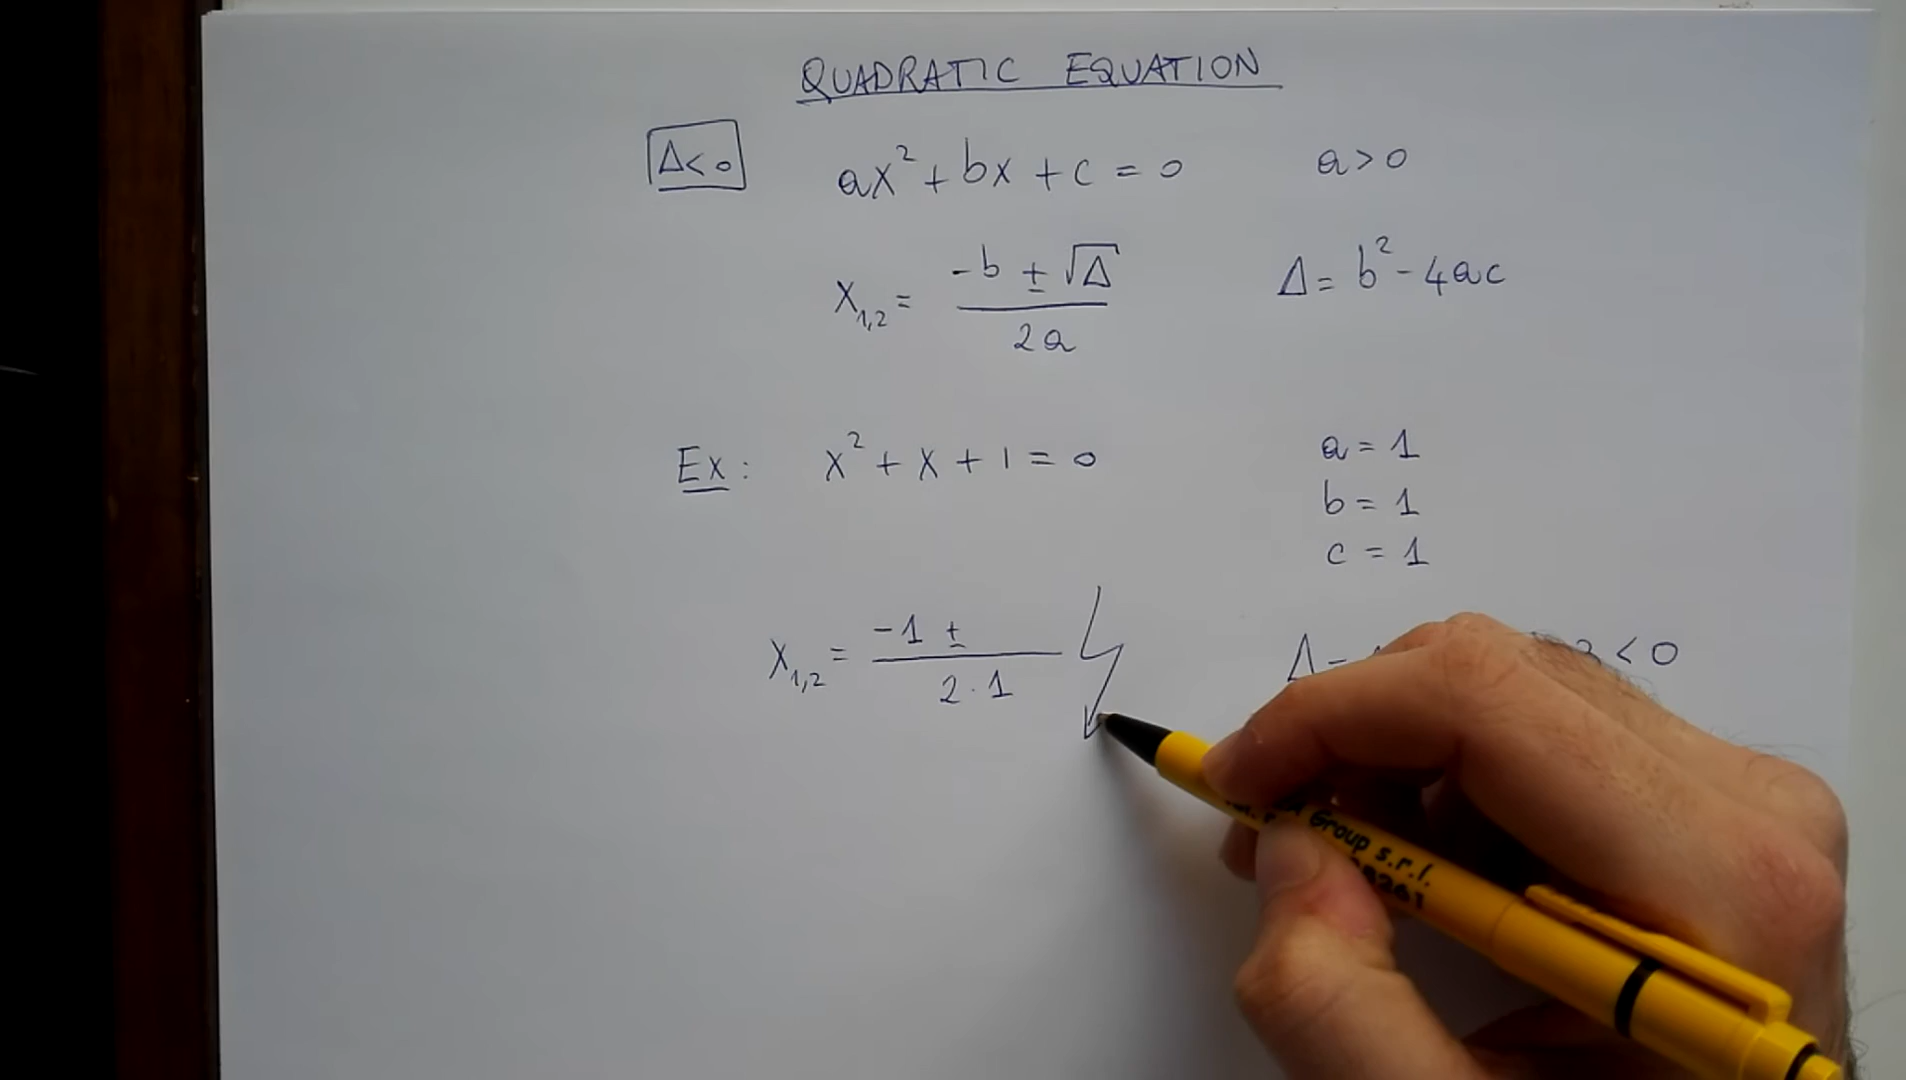 QUADRATIC EQUATION
Δ<0
ax² + bx + c = 0
a>0
x₁,₂ = (-b ± √Δ) / 2a
Δ = b² - 4ac
Ex: x² + x + 1 = 0
a = 1
b = 1
c = 1
x₁,₂ = -1 ± / 2·1
Δ = < 0
Group s.r.l.